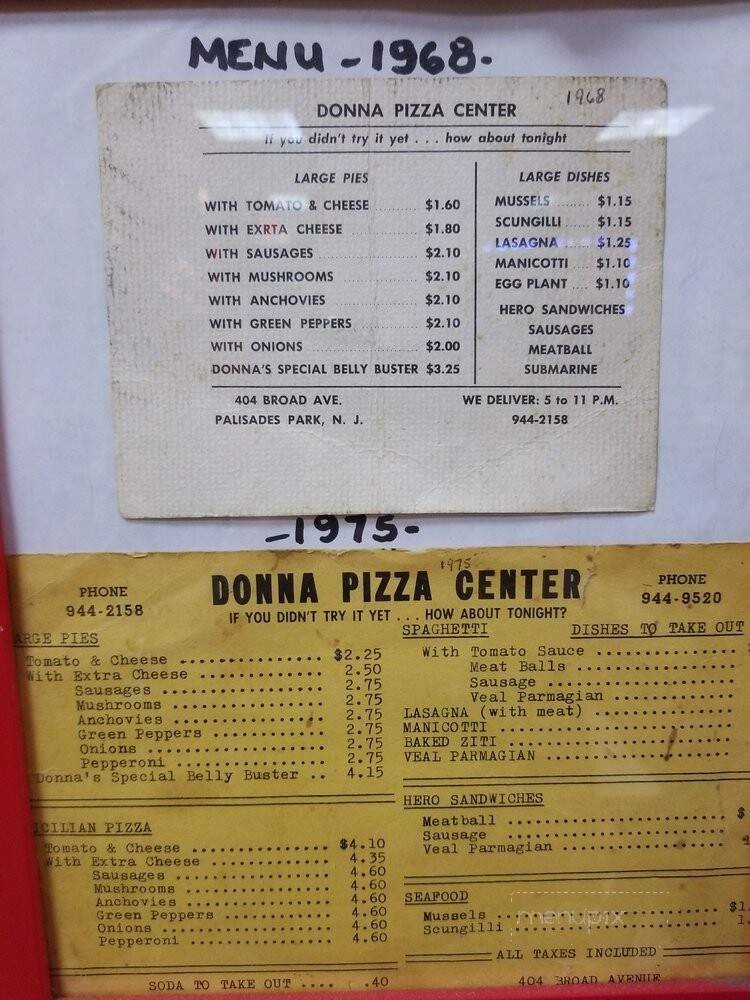 MENU -1968-
1968
DONNA PIZZA CENTER
If you didn't try it yet . . . how about tonight
LARGE PIES
WITH TOMATO & CHEESE ........ $1.60
WITH EXRTA CHEESE ........ $1.80
WITH SAUSAGES ........ $2.10
WITH MUSHROOMS ........ $2.10
WITH ANCHOVIES ........ $2.10
WITH GREEN PEPPERS ........ $2.10
WITH ONIONS ........ $2.00
DONNA'S SPECIAL BELLY BUSTER $3.25
LARGE DISHES
MUSSELS ........ $1.15
SCUNGILLI ...... $1.15
LASAGNA ...... $1.25
MANICOTTI .... $1.10
EGG PLANT .... $1.10
HERO SANDWICHES
SAUSAGES
MEATBALL
SUBMARINE
404 BROAD AVE.
PALISADES PARK, N. J.
WE DELIVER: 5 to 11 P.M.
944-2158
-1975-
1975
PHONE
944-2158
DONNA PIZZA CENTER
IF YOU DIDN'T TRY IT YET . . . HOW ABOUT TONIGHT?
PHONE
944-9520
ARGE PIES
Tomato & Cheese ............... $2.25
With Extra Cheese ............. 2.50
Sausages ................. 2.75
Mushrooms ................ 2.75
Anchovies ................ 2.75
Green Peppers ............ 2.75
Onions ................... 2.75
Pepperoni ................ 2.75
Donna's Special Belly Buster .. 4.15
CILIAN PIZZA
Tomato & Cheese ............... $4.10
With Extra Cheese ............. 4.35
Sausages ................. 4.60
Mushrooms ................ 4.60
Anchovies ................ 4.60
Green Peppers ............ 4.60
Onions ................... 4.60
Pepperoni ................ 4.60
SODA TO TAKE OUT .... .40
SPAGHETTI DISHES TO TAKE OUT
With Tomato Sauce ............... $
Meat Balls ................
Sausage ................
Veal Parmagian ............
LASAGNA (with meat) ..............
MANICOTTI ........................
BAKED ZITI .......................
VEAL PARMAGIAN ...................
HERO SANDWICHES
Meatball ...................... $
Sausage ......................
Veal Parmagian ................
SEAFOOD
Mussels ....................... $1.
Scungilli ..................... 1.
menupix
ALL TAXES INCLUDED
404 BROAD AVENUE